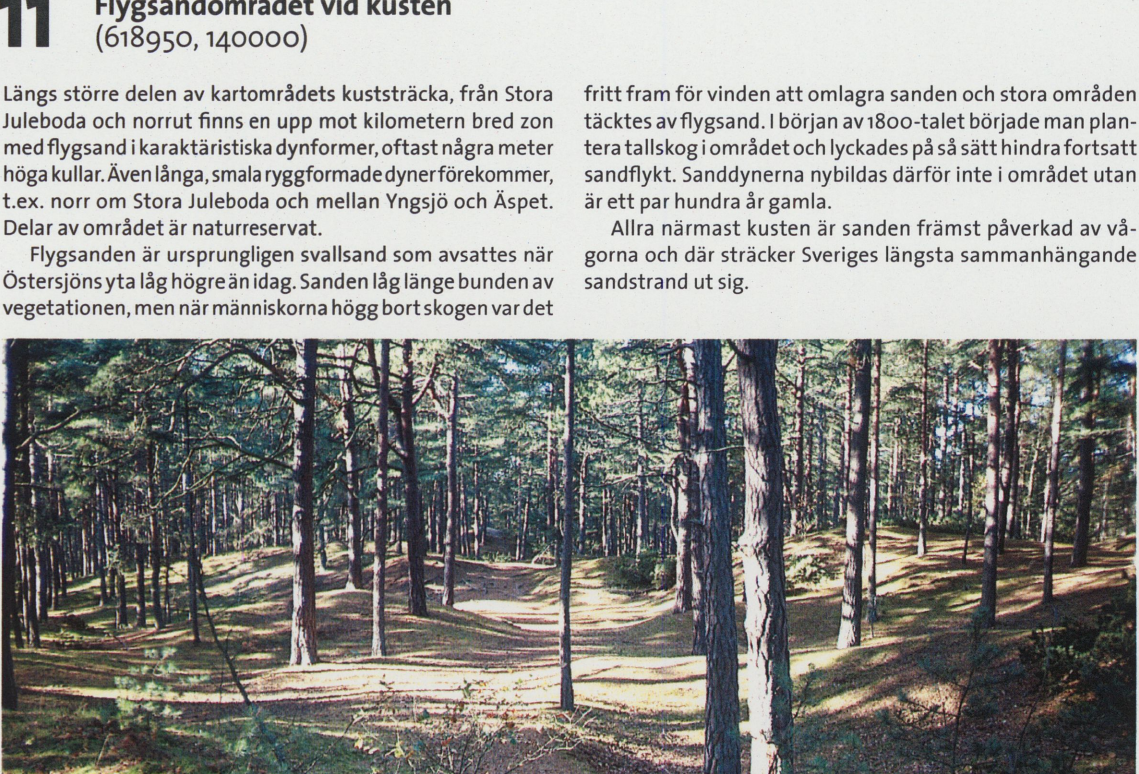 11
Flygsandområdet vid kusten
(618950, 140000)
Längs större delen av kartområdets kuststräcka, från Stora
Juleboda och norrut finns en upp mot kilometern bred zon
med flygsand i karaktäristiska dynformer, oftast några meter
höga kullar. Även långa, smala ryggformade dyner förekommer,
t.ex. norr om Stora Juleboda och mellan Yngsjö och Äspet.
Delar av området är naturreservat.
Flygsanden är ursprungligen svallsand som avsattes när
Östersjöns yta låg högre än idag. Sanden låg länge bunden av
vegetationen, men när människorna högg bort skogen var det
fritt fram för vinden att omlagra sanden och stora områden
täcktes av flygsand. I början av 1800-talet började man plan-
tera tallskog i området och lyckades på så sätt hindra fortsatt
sandflykt. Sanddynerna nybildas därför inte i området utan
är ett par hundra år gamla.
Allra närmast kusten är sanden främst påverkad av vå-
gorna och där sträcker Sveriges längsta sammanhängande
sandstrand ut sig.